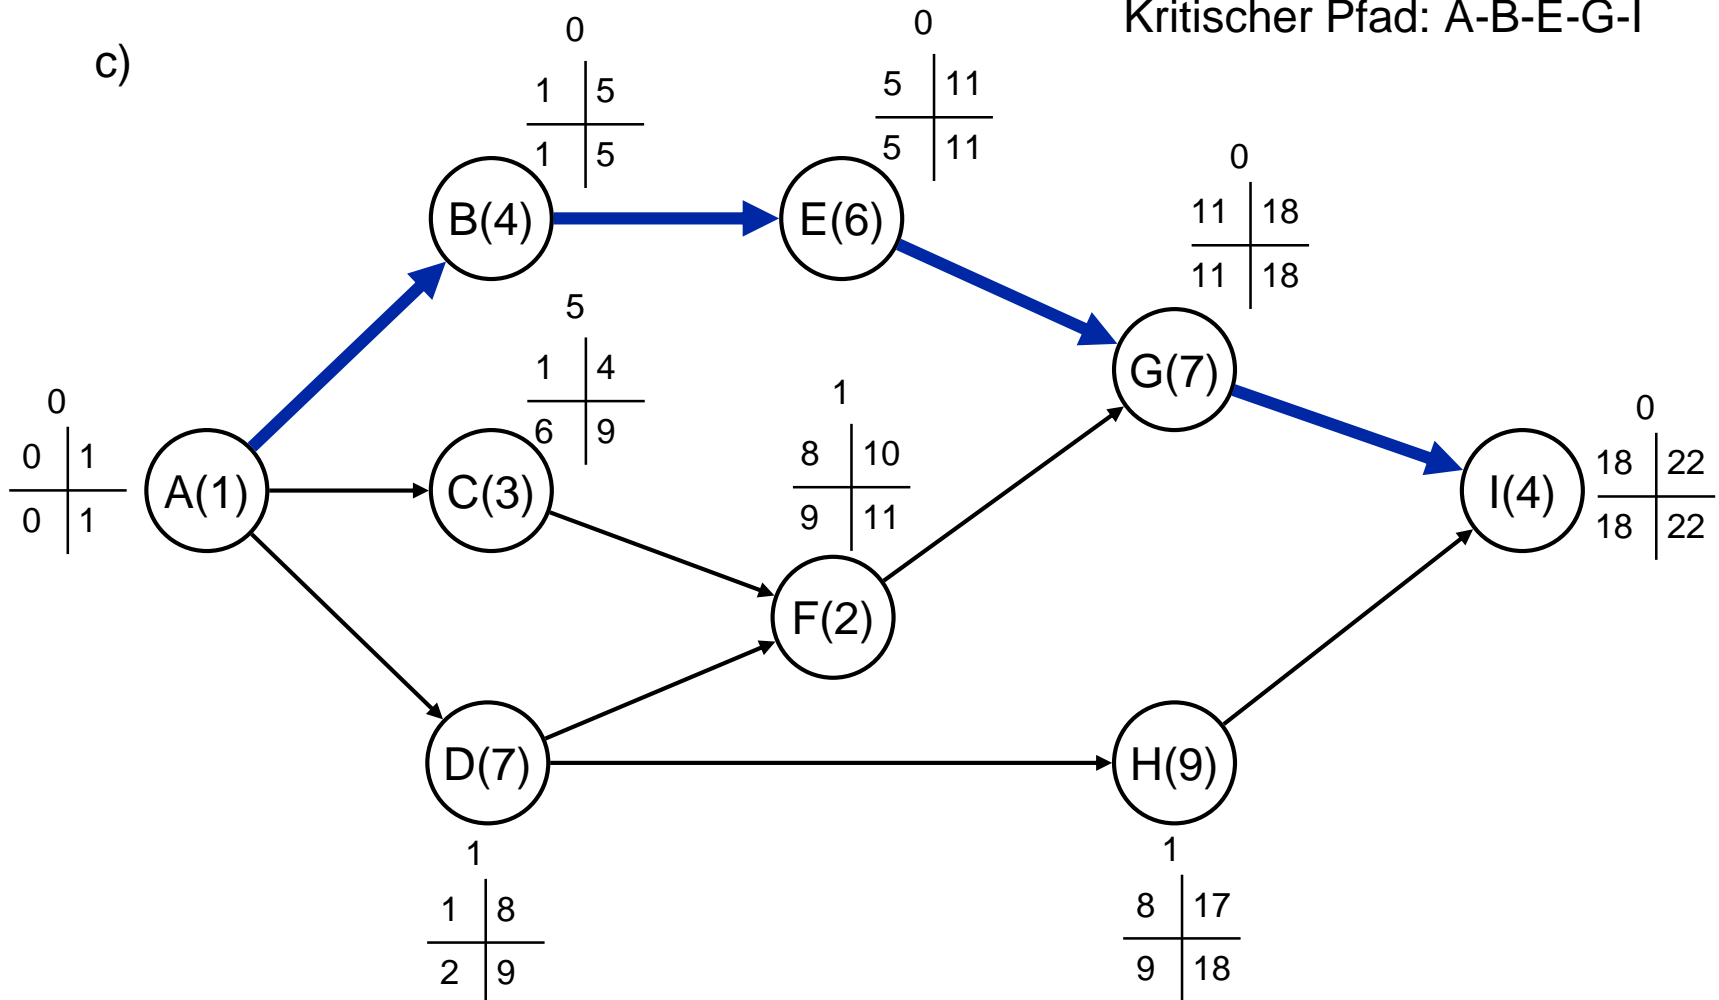 Kritischer Pfad: A-B-E-G-I
c)
0
1 5
1 5
B(4)
0
5 11
5 11
E(6)
0
11 18
11 18
G(7)
0
0 1
0 1
A(1)
5
1 4
6 9
C(3)
1
8 10
9 11
F(2)
0
18 22
18 22
I(4)
D(7)
1
1 8
2 9
H(9)
1
8 17
9 18